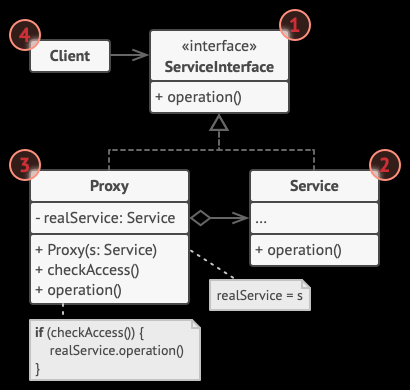 4
Client
1
«interface»
ServiceInterface
+ operation()
3
Proxy
- realService: Service
+ Proxy(s: Service)
+ checkAccess()
+ operation()
2
Service
...
+ operation()
realService = s
if (checkAccess()) {
realService.operation()
}